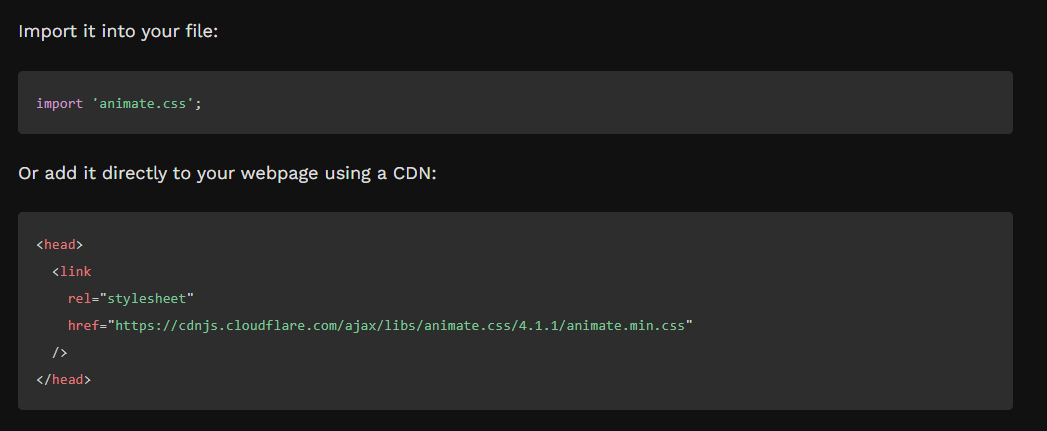 Import it into your file:
import 'animate.css';
Or add it directly to your webpage using a CDN:
<head>
<link
rel="stylesheet"
href="https://cdnjs.cloudflare.com/ajax/libs/animate.css/4.1.1/animate.min.css"
/>
</head>